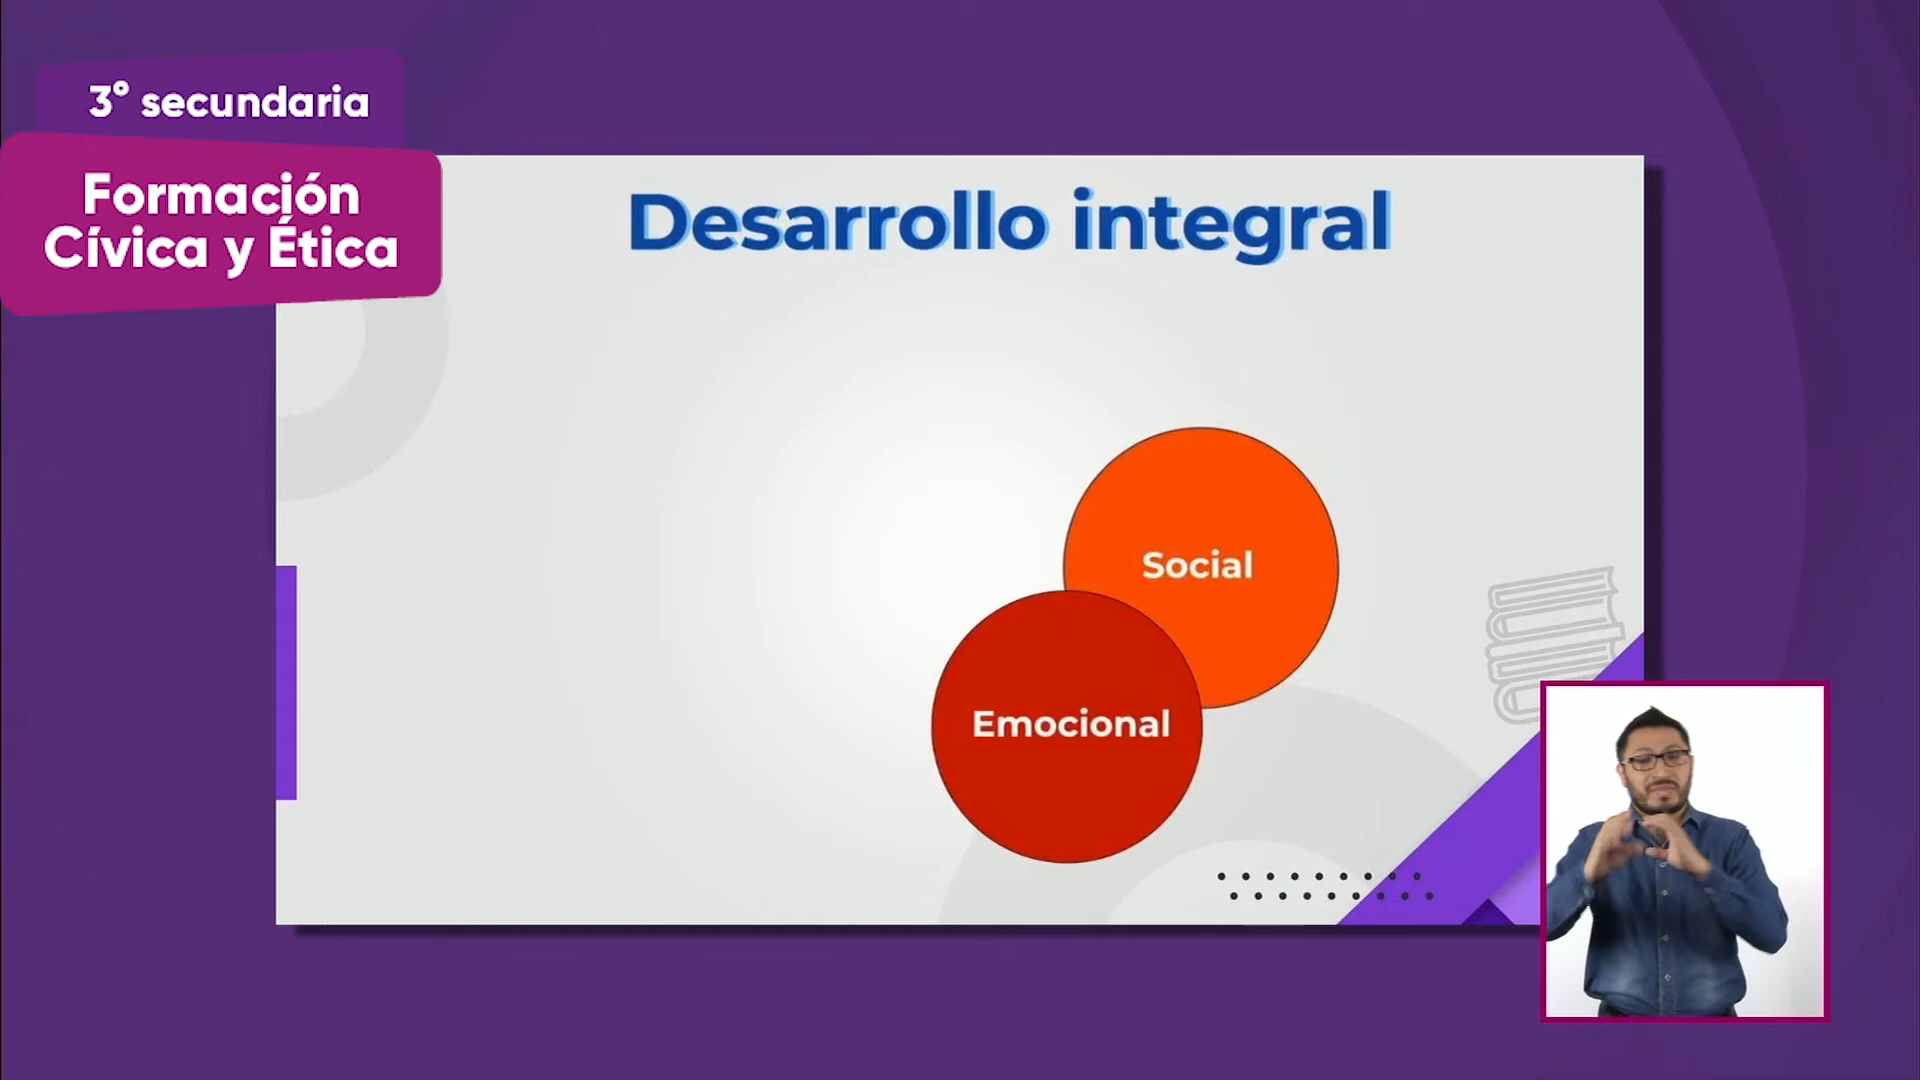 3° secundaria
Formación
Cívica y Ética
Desarrollo integral
Social
Emocional